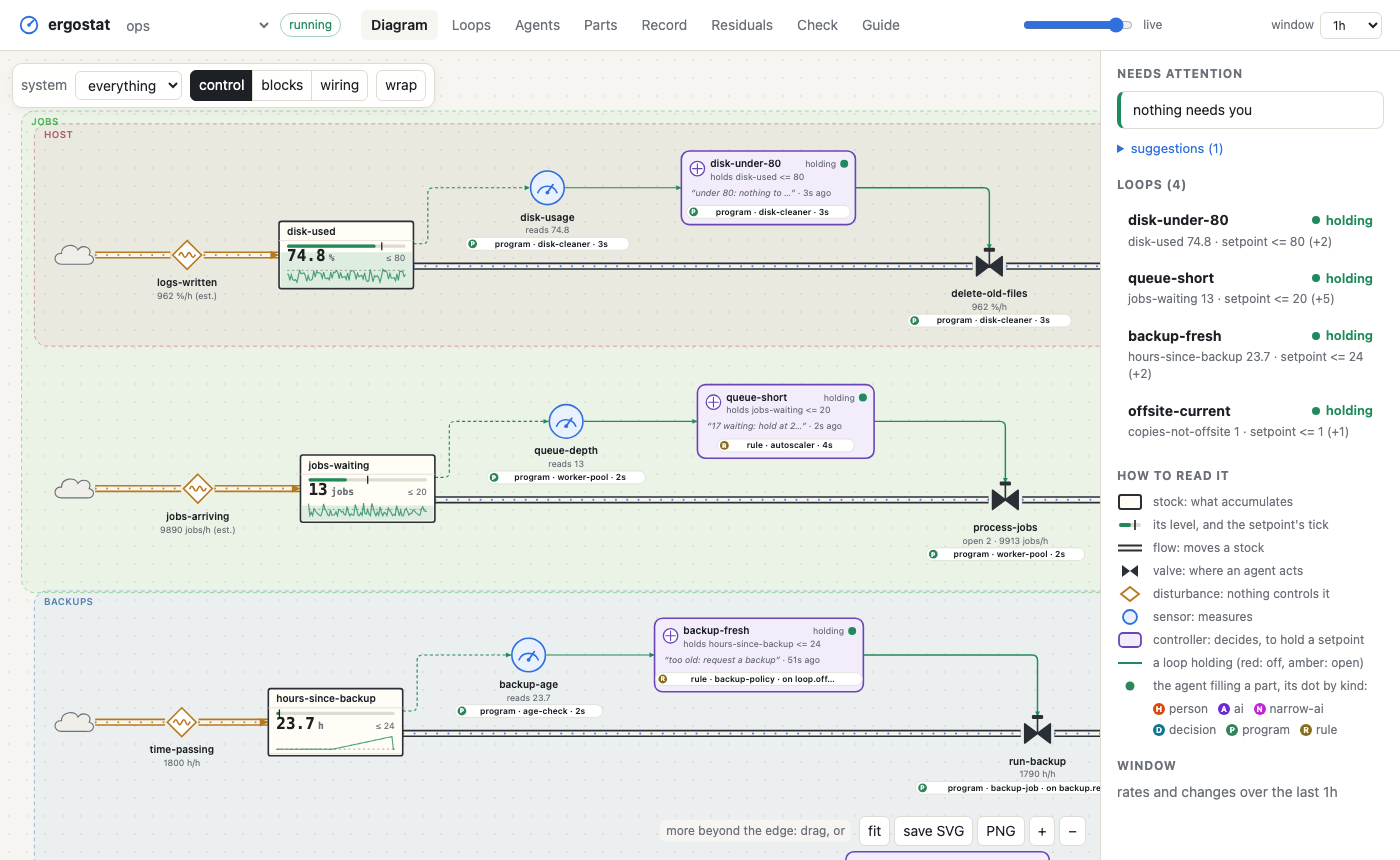 ergostat ops running Diagram Loops Agents Parts Record Residuals Check Guide live window 1h
system everything control blocks wiring wrap
JOBS
HOST
disk-under-80 holding
holds disk-used <= 80
“under 80: nothing to ...” · 3s ago
P program · disk-cleaner · 3s
disk-usage
reads 74.8
P program · disk-cleaner · 3s
disk-used
74.8 % ≤ 80
logs-written
962 %/h (est.)
delete-old-files
962 %/h
P program · disk-cleaner · 3s
queue-short holding
holds jobs-waiting <= 20
“17 waiting: hold at 2...” · 2s ago
R rule · autoscaler · 4s
queue-depth
reads 13
P program · worker-pool · 2s
jobs-waiting
13 jobs ≤ 20
jobs-arriving
9890 jobs/h (est.)
process-jobs
open 2 · 9913 jobs/h
P program · worker-pool · 2s
BACKUPS
backup-fresh holding
holds hours-since-backup <= 24
“too old: request a backup” · 51s ago
R rule · backup-policy · on loop.off...
backup-age
reads 23.7
P program · age-check · 2s
hours-since-backup
23.7 h ≤ 24
time-passing
1800 h/h
run-backup
1790 h/h
P program · backup-job · on backup.re
more beyond the edge: drag, or fit save SVG PNG + −
NEEDS ATTENTION
nothing needs you
suggestions (1)
LOOPS (4)
disk-under-80 holding
disk-used 74.8 · setpoint <= 80 (+2)
queue-short holding
jobs-waiting 13 · setpoint <= 20 (+5)
backup-fresh holding
hours-since-backup 23.7 · setpoint <= 24
(+2)
offsite-current holding
copies-not-offsite 1 · setpoint <= 1 (+1)
HOW TO READ IT
stock: what accumulates
its level, and the setpoint's tick
flow: moves a stock
valve: where an agent acts
disturbance: nothing controls it
sensor: measures
controller: decides, to hold a setpoint
a loop holding (red: off, amber: open)
the agent filling a part, its dot by kind:
H person A ai N narrow-ai
D decision P program R rule
WINDOW
rates and changes over the last 1h